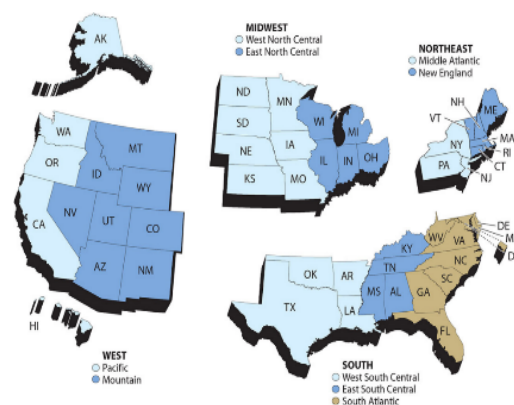 AK
WA
OR
CA
NV
ID
MT
WY
UT
CO
AZ
NM
HI
WEST
Pacific
Mountain
MIDWEST
West North Central
East North Central
ND
SD
NE
KS
MN
IA
MO
WI
MI
IL
IN
OH
NORTHEAST
Middle Atlantic
New England
NH
VT
ME
NY
PA
MA
RI
CT
NJ
OK
TX
AR
LA
KY
TN
MS
AL
WV
VA
NC
SC
GA
FL
DE
M
D
SOUTH
West South Central
East South Central
South Atlantic